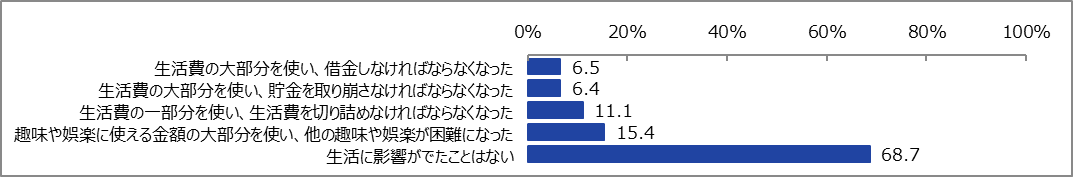 0% 20% 40% 60% 80% 100%
生活費の大部分を使い、借金しなければならなくなった 6.5
生活費の大部分を使い、貯金を取り崩さなければならなくなった 6.4
生活費の一部分を使い、生活費を切り詰めなければならなくなった 11.1
趣味や娯楽に使える金額の大部分を使い、他の趣味や娯楽が困難になった 15.4
生活に影響がでたことはない 68.7